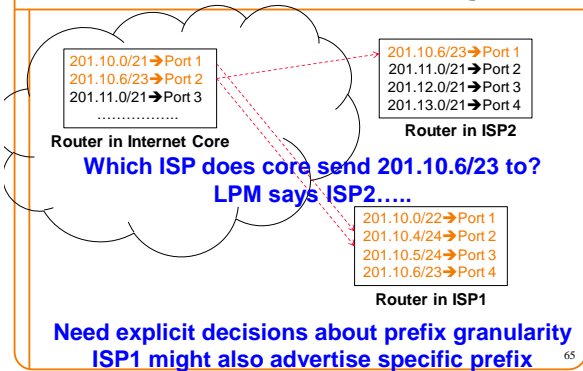 201.10.0/21➔Port 1
201.10.6/23➔Port 2
201.11.0/21➔Port 3
……………..
Router in Internet Core
201.10.6/23➔Port 1
201.11.0/21➔Port 2
201.12.0/21➔Port 3
201.13.0/21➔Port 4
Router in ISP2
Which ISP does core send 201.10.6/23 to?
LPM says ISP2…..
201.10.0/22➔Port 1
201.10.4/24➔Port 2
201.10.5/24➔Port 3
201.10.6/23➔Port 4
Router in ISP1
Need explicit decisions about prefix granularity
ISP1 might also advertise specific prefix
65